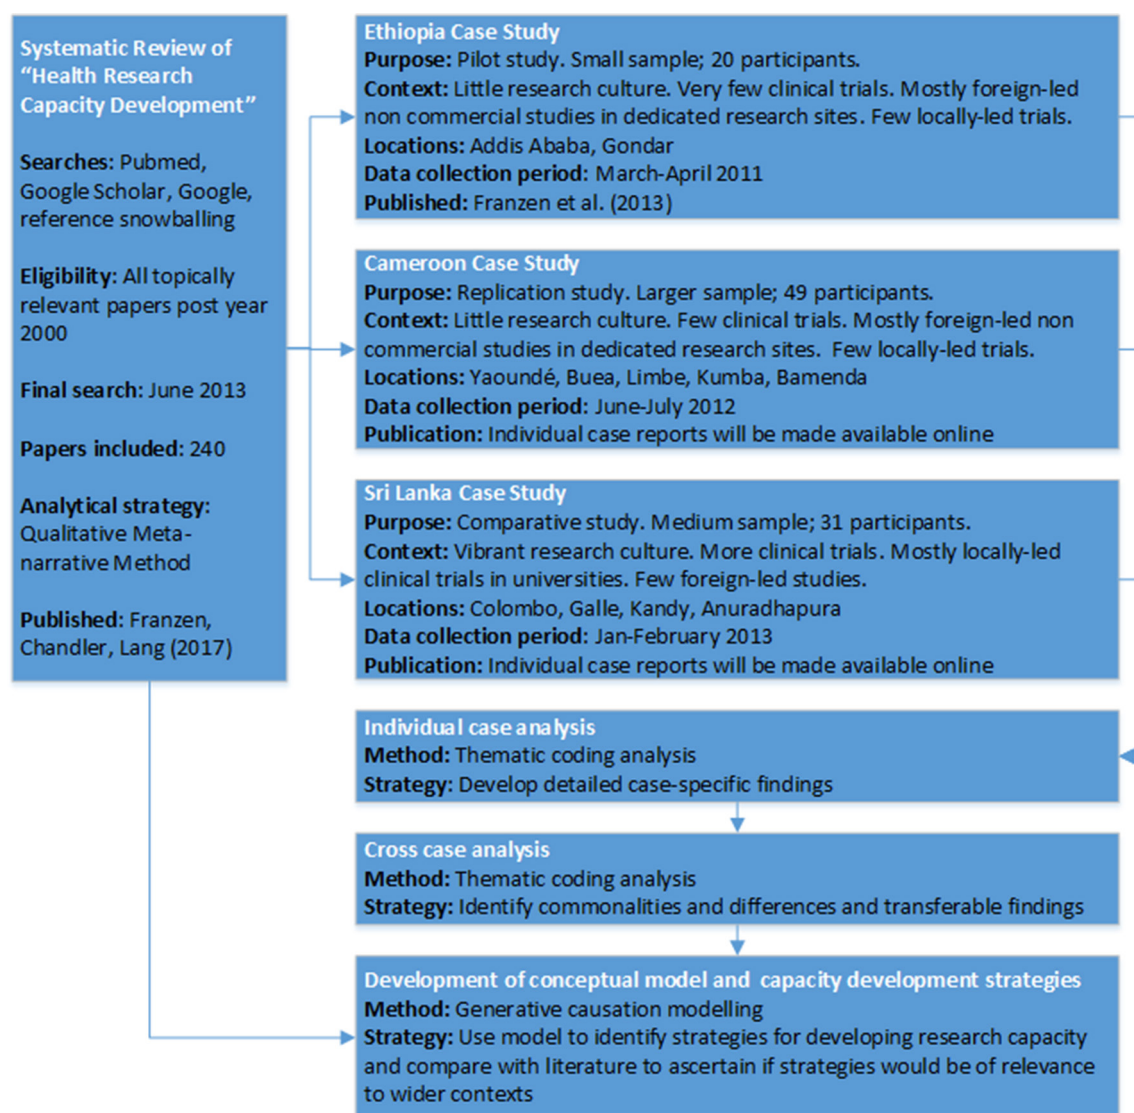 Systematic Review of
“Health Research
Capacity Development”
Searches: Pubmed,
Google Scholar, Google,
reference snowballing
Eligibility: All topically
relevant papers post year
2000
Final search: June 2013
Papers included: 240
Analytical strategy:
Qualitative Meta-
narrative Method
Published: Franzen,
Chandler, Lang (2017)
Ethiopia Case Study
Purpose: Pilot study. Small sample; 20 participants.
Context: Little research culture. Very few clinical trials. Mostly foreign-led
non commercial studies in dedicated research sites. Few locally-led trials.
Locations: Addis Ababa, Gondar
Data collection period: March-April 2011
Published: Franzen et al. (2013)
Cameroon Case Study
Purpose: Replication study. Larger sample; 49 participants.
Context: Little research culture. Few clinical trials. Mostly foreign-led non
commercial studies in dedicated research sites. Few locally-led trials.
Locations: Yaoundé, Buea, Limbe, Kumba, Bamenda
Data collection period: June-July 2012
Publication: Individual case reports will be made available online
Sri Lanka Case Study
Purpose: Comparative study. Medium sample; 31 participants.
Context: Vibrant research culture. More clinical trials. Mostly locally-led
clinical trials in universities. Few foreign-led studies.
Locations: Colombo, Galle, Kandy, Anuradhapura
Data collection period: Jan-February 2013
Publication: Individual case reports will be made available online
Individual case analysis
Method: Thematic coding analysis
Strategy: Develop detailed case-specific findings
Cross case analysis
Method: Thematic coding analysis
Strategy: Identify commonalities and differences and transferable findings
Development of conceptual model and capacity development strategies
Method: Generative causation modelling
Strategy: Use model to identify strategies for developing research capacity
and compare with literature to ascertain if strategies would be of relevance
to wider contexts